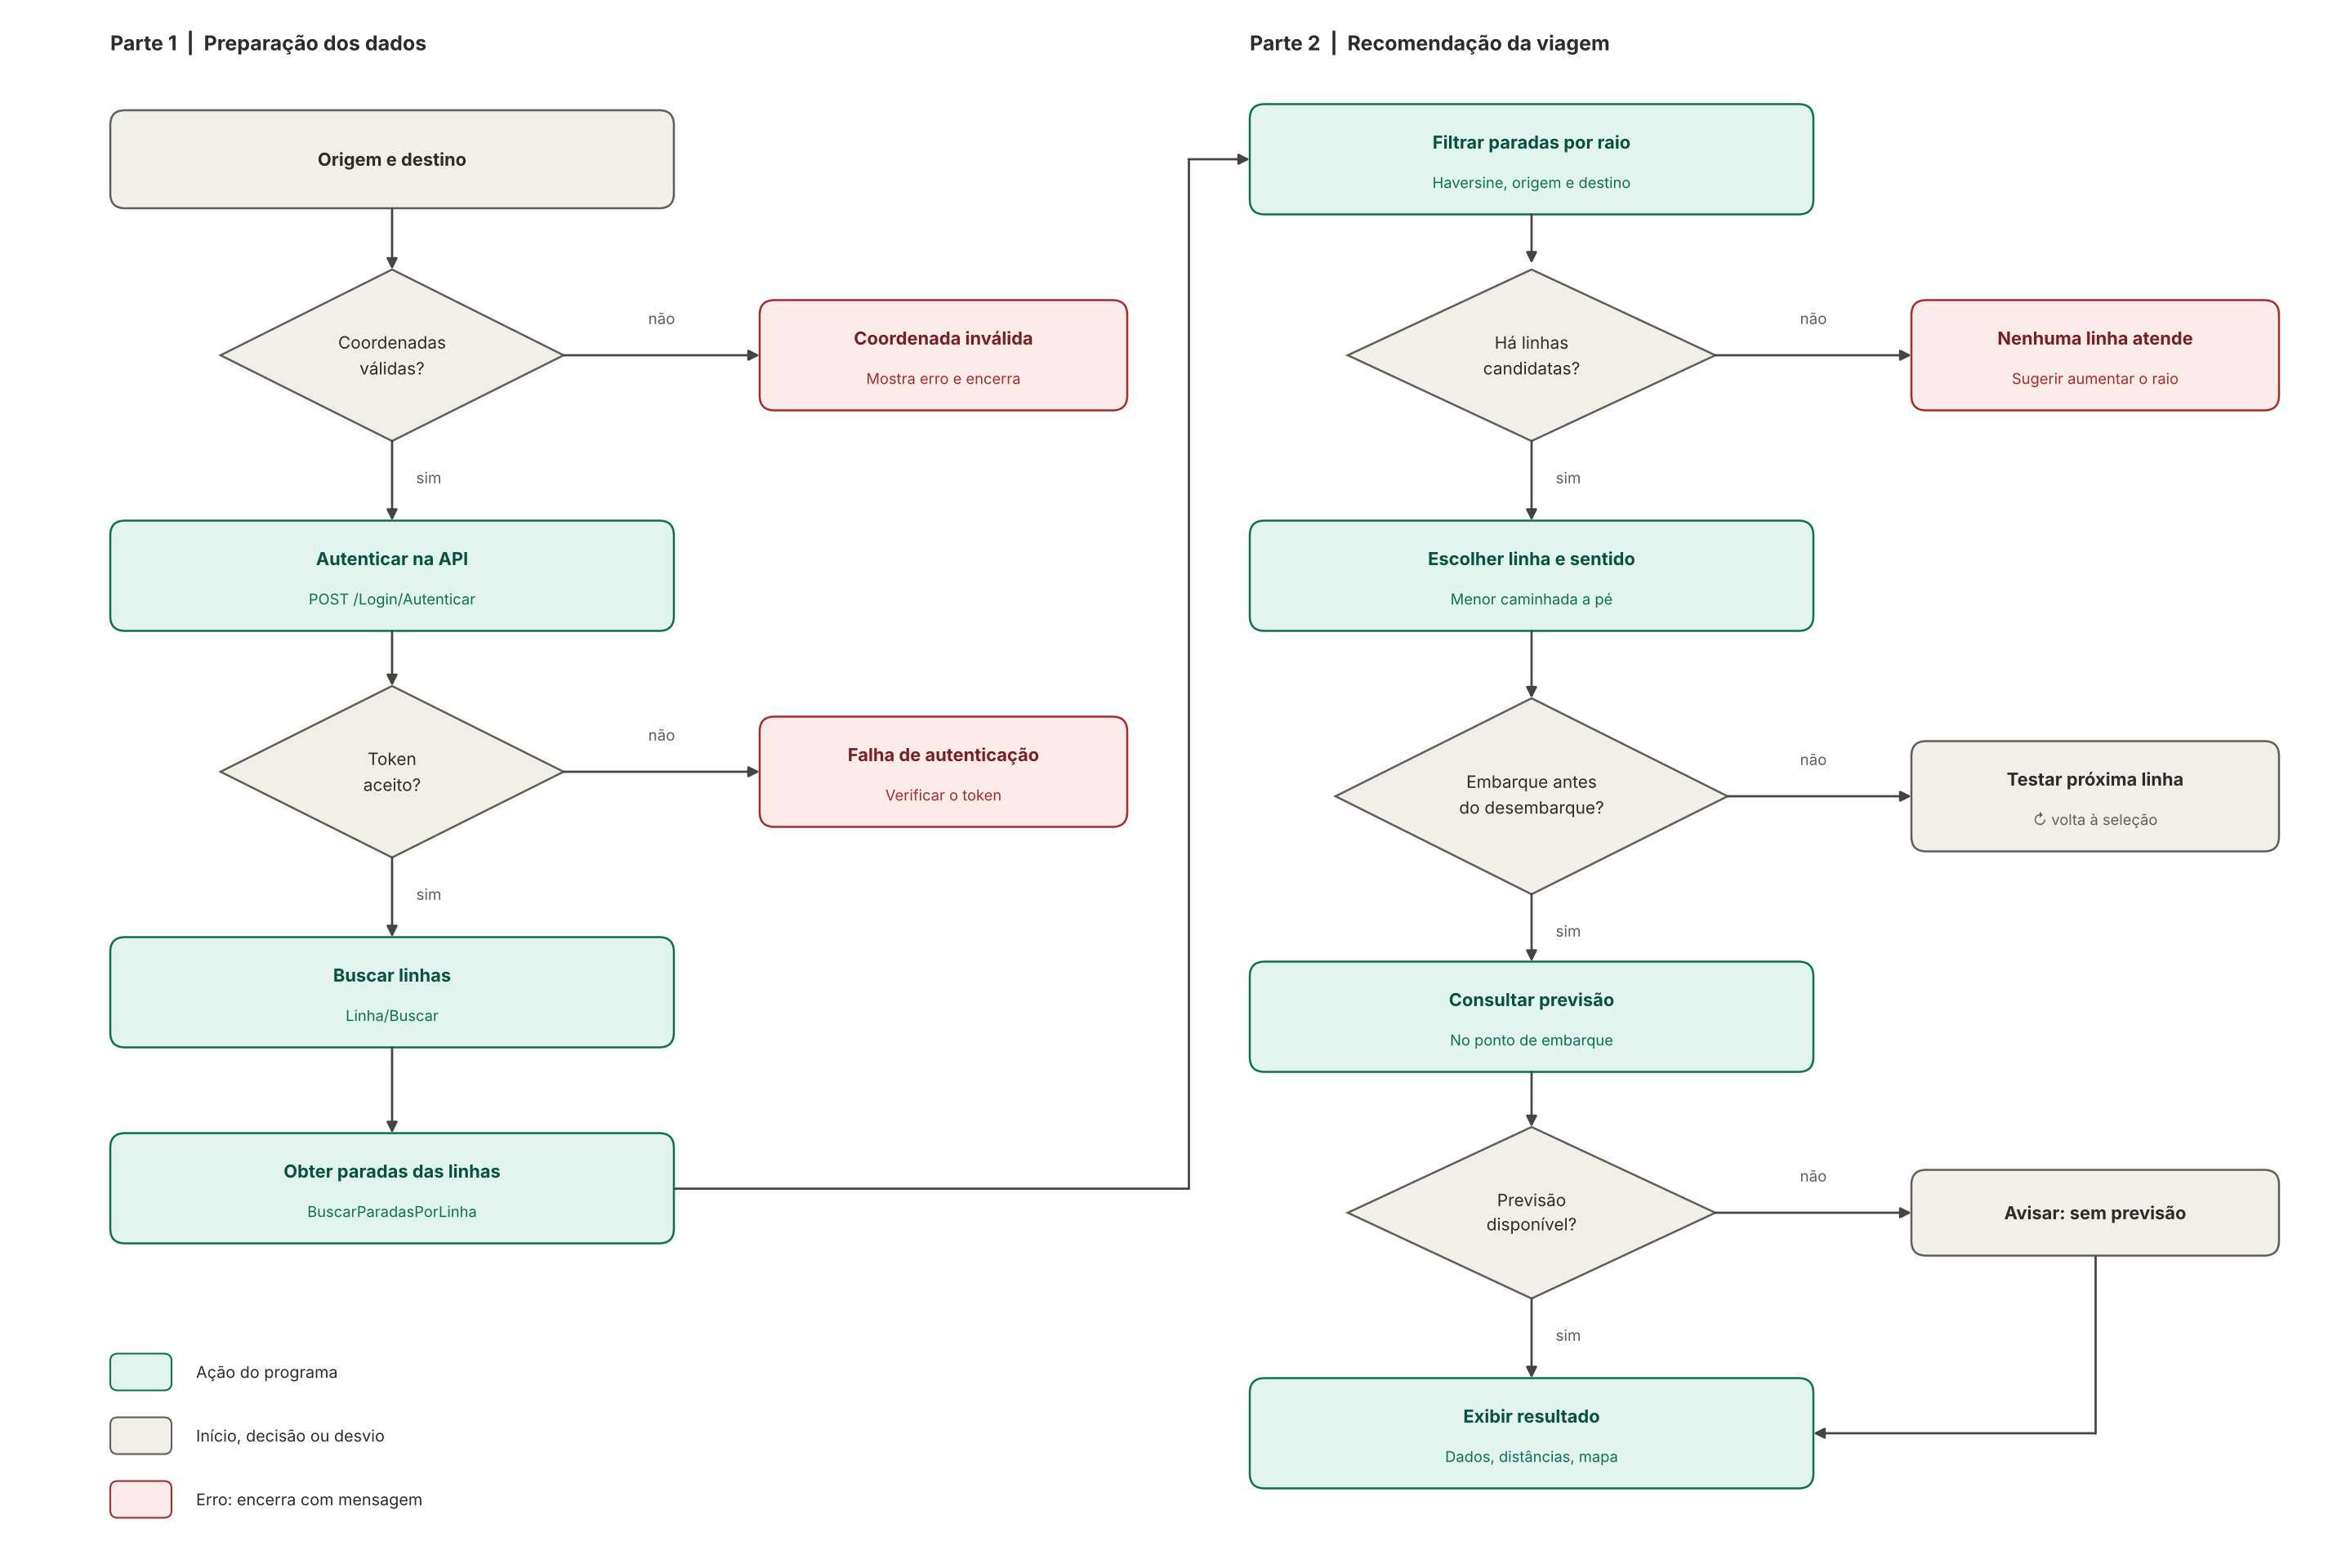 Parte 1 | Preparação dos dados
Origem e destino
Coordenadas
válidas?
não
Coordenada inválida
Mostra erro e encerra
sim
Autenticar na API
POST /Login/Autenticar
Token
aceito?
não
Falha de autenticação
Verificar o token
sim
Buscar linhas
Linha/Buscar
Obter paradas das linhas
BuscarParadasPorLinha
Ação do programa
Início, decisão ou desvio
Erro: encerra com mensagem
Parte 2 | Recomendação da viagem
Filtrar paradas por raio
Haversine, origem e destino
Há linhas
candidatas?
não
Nenhuma linha atende
Sugerir aumentar o raio
sim
Escolher linha e sentido
Menor caminhada a pé
Embarque antes
do desembarque?
não
Testar próxima linha
↻ volta à seleção
sim
Consultar previsão
No ponto de embarque
Previsão
disponível?
não
Avisar: sem previsão
sim
Exibir resultado
Dados, distâncias, mapa